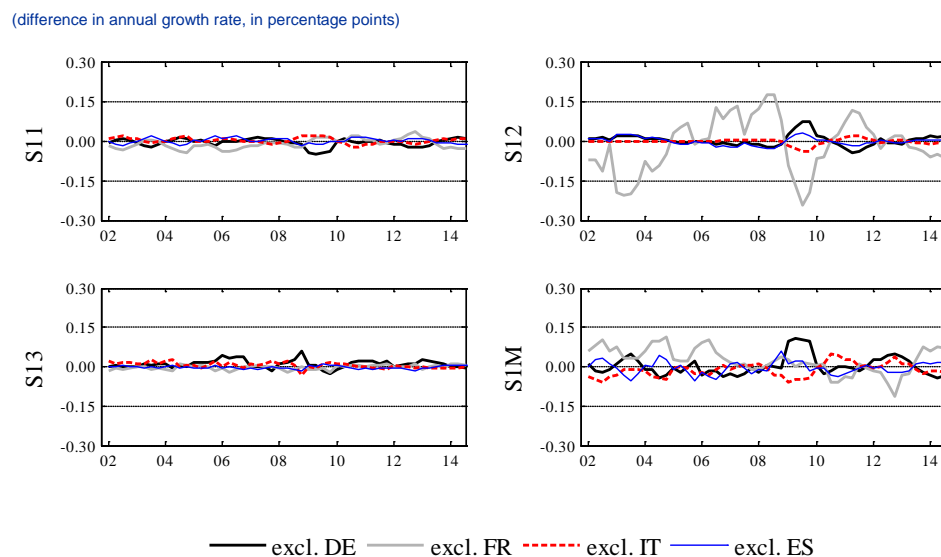 (difference in annual growth rate, in percentage points)
S11
0.30
0.15
0.00
-0.15
-0.30
02 04 06 08 10 12 14
S12
0.30
0.15
0.00
-0.15
-0.30
02 04 06 08 10 12 14
S13
0.30
0.15
0.00
-0.15
-0.30
02 04 06 08 10 12 14
S1M
0.30
0.15
0.00
-0.15
-0.30
02 04 06 08 10 12 14
excl. DE excl. FR excl. IT excl. ES